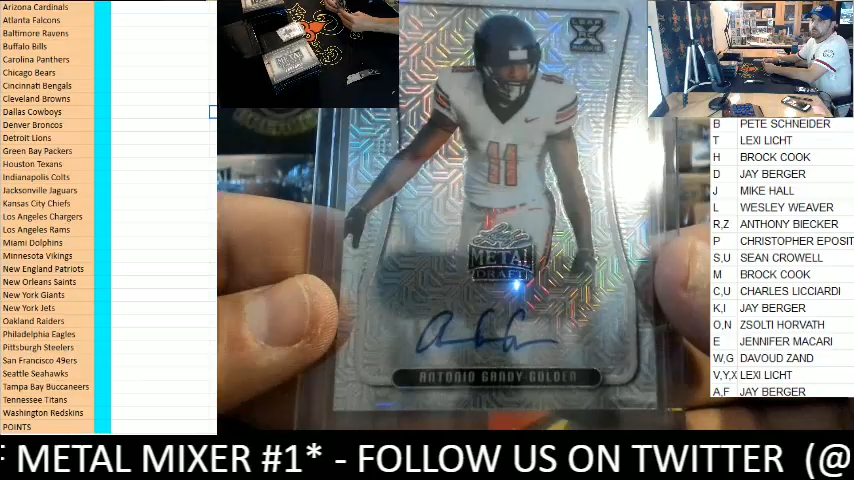 Arizona Cardinals
Atlanta Falcons
Baltimore Ravens
Buffalo Bills
Carolina Panthers
Chicago Bears
Cincinnati Bengals
Cleveland Browns
Dallas Cowboys
Denver Broncos
Detroit Lions
Green Bay Packers
Houston Texans
Indianapolis Colts
Jacksonville Jaguars
Kansas City Chiefs
Los Angeles Chargers
Los Angeles Rams
Miami Dolphins
Minnesota Vikings
New England Patriots
New Orleans Saints
New York Giants
New York Jets
Oakland Raiders
Philadelphia Eagles
Pittsburgh Steelers
San Francisco 49ers
Seattle Seahawks
Tampa Bay Buccaneers
Tennessee Titans
Washington Redskins
POINTS
METAL
LEAF
ROOKIE
11
Leaf
METAL
DRAFT
ANTONIO GANDY-GOLDEN
B PETE SCHNEIDER
T LEXI LICHT
H BROCK COOK
D JAY BERGER
J MIKE HALL
L WESLEY WEAVER
R,Z ANTHONY BIECKER
P CHRISTOPHER EPOSIT
S,U SEAN CROWELL
M BROCK COOK
C,U CHARLES LICCIARDI
K,I JAY BERGER
O,N ZSOLTI HORVATH
E JENNIFER MACARI
W,G DAVOUD ZAND
V,Y,X LEXI LICHT
A,F JAY BERGER
METAL MIXER #1* - FOLLOW US ON TWITTER (@